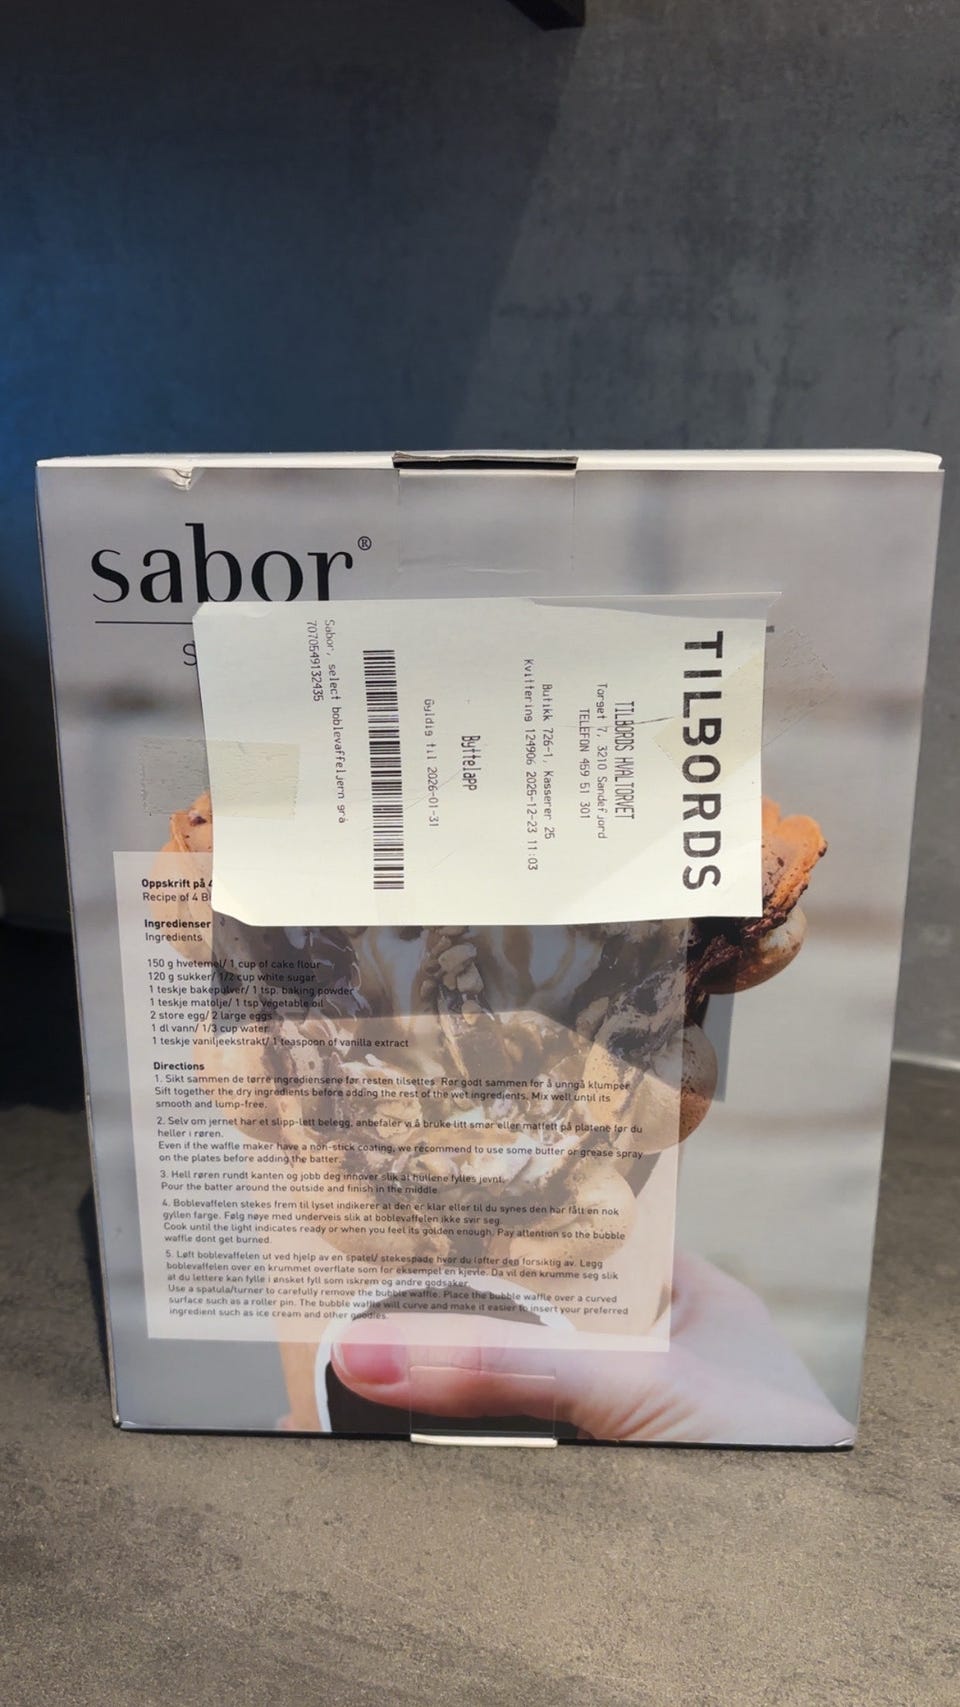 sabor®
S
TILBORDS
TILBORDS HVALTORVET
Torget 7, 3210 Sandefjord
TELEFON 459 51 301
Butikk 726-1, Kasserer 25
Kvittering 124906 2025-12-23 11:03
Byttelapp
Gyldig til 2026-01-31
Sabor, select boblevaffeljern grå
7070549132435
Oppskrift på 4
Recipe of 4 B
Ingredienser
Ingredients
150 g hvetemel/ 1 cup of cake flour
120 g sukker/ 1/2 cup white sugar
1 teskje bakepulver/ 1 tsp. baking powder
1 teskje matolje/ 1 tsp vegetable oil
2 store egg/ 2 large eggs
1 dl vann/ 1/3 cup water
1 teskje vaniljeekstrakt/ 1 teaspoon of vanilla extract
Directions
1. Sikt sammen de tørre ingrediensene før resten tilsettes. Rør godt sammen for å unngå klumper.
Sift together the dry ingredients before adding the rest of the wet ingredients. Mix well until its
smooth and lump-free.
2. Selv om jernet har et slipp-lett belegg, anbefaler vi å bruke litt smør eller matfett på platene før du
heller i røren.
Even if the waffle maker have a non-stick coating, we recommend to use some butter or grease spray
on the plates before adding the batter.
3. Hell røren rundt kanten og jobb deg innover slik at hullene fylles jevnt.
Pour the batter around the outside and finish in the middle.
4. Boblevaffelen stekes frem til lyset indikerer at den er klar eller til du synes den har fått en nok
gyllen farge. Følg nøye med underveis slik at boblevaffelen ikke svir seg.
Cook until the light indicates ready or when you feel its golden enough. Pay attention so the bubble
waffle dont get burned.
5. Løft boblevaffelen ut ved hjelp av en spatel/ stekespade hvor du løfter den forsiktig av. Legg
boblevaffelen over en krummet overflate som for eksempel en kjevle. Da vil den krumme seg slik
at du lettere kan fylle i ønsket fyll som iskrem og andre godsaker.
Use a spatula/turner to carefully remove the bubble waffle. Place the bubble waffle over a curved
surface such as a roller pin. The bubble waffle will curve and make it easier to insert your preferred
ingredient such as ice cream and other goodies.